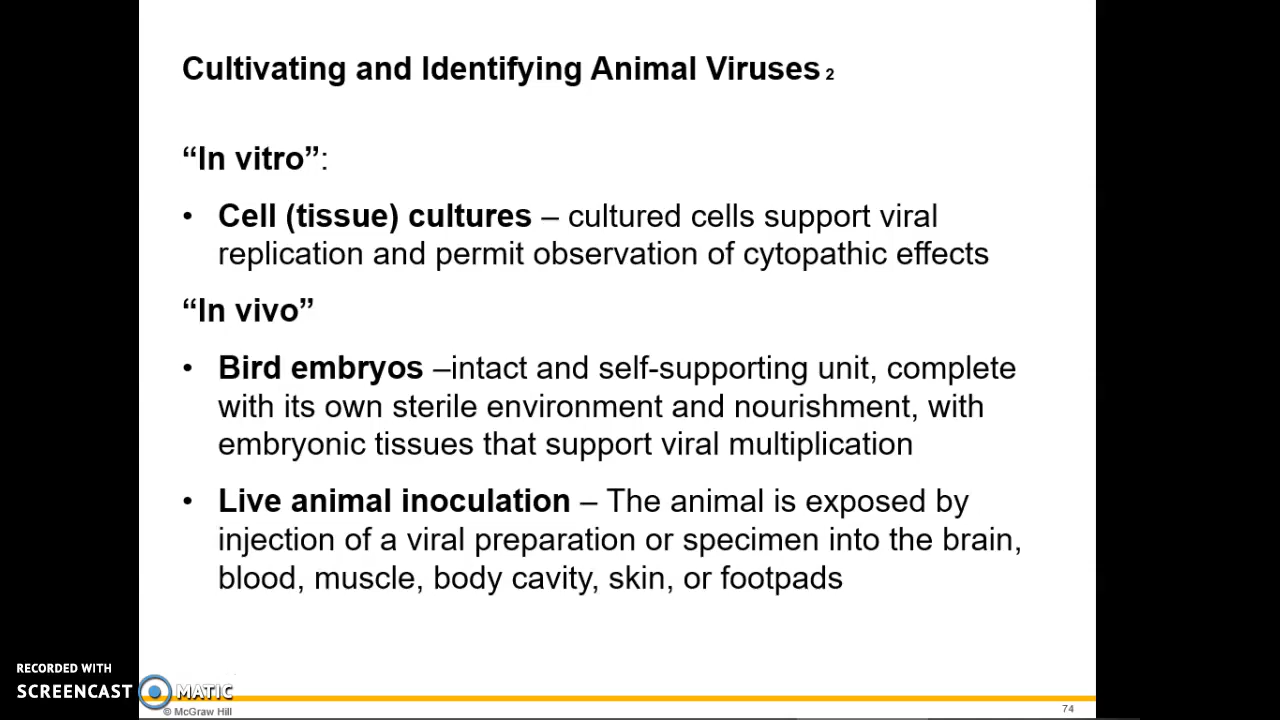 Cultivating and Identifying Animal Viruses 2
“In vitro”:
• Cell (tissue) cultures – cultured cells support viral
replication and permit observation of cytopathic effects
“In vivo”
• Bird embryos –intact and self-supporting unit, complete
with its own sterile environment and nourishment, with
embryonic tissues that support viral multiplication
• Live animal inoculation – The animal is exposed by
injection of a viral preparation or specimen into the brain,
blood, muscle, body cavity, skin, or footpads
RECORDED WITH
SCREENCAST MATIC
© McGraw Hill
74